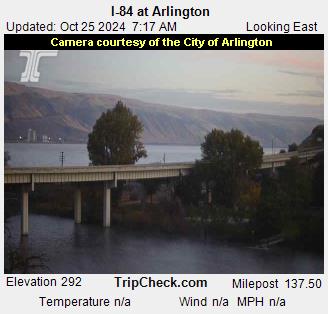 I-84 at Arlington
Updated: Oct 25 2024 7:17 AM Looking East
Camera courtesy of the City of Arlington
Elevation 292 TripCheck.com Milepost 137.50
Temperature n/a Wind n/a MPH n/a